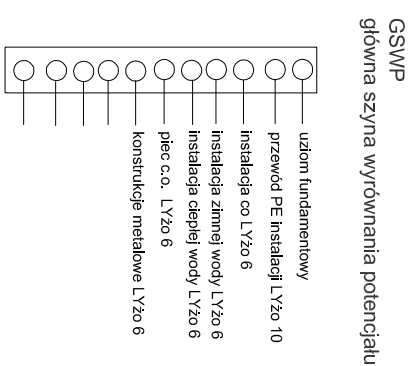 GSWP
główna szyna wyrównania potencjału
uziom fundamentowy
przewód PE instalacji LYżo 10
instalacja co LYżo 6
instalacja zimnej wody LYżo 6
instalacja ciepłej wody LYżo 6
piec c.o. LYżo 6
konstrukcje metalowe LYżo 6